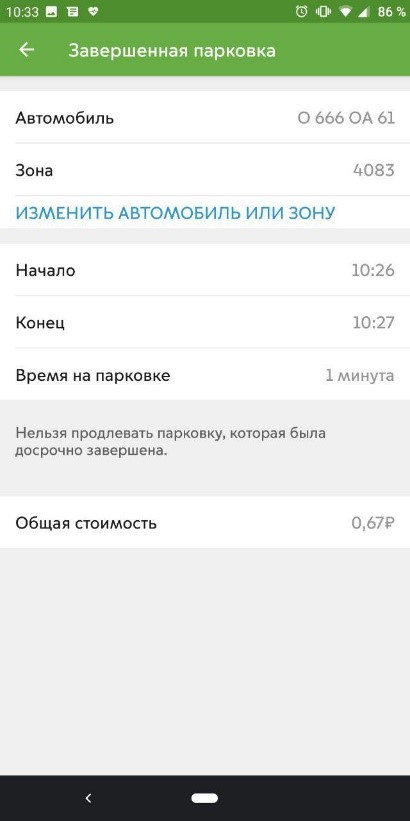 10:33 86 %
Завершенная парковка
Автомобиль О 666 ОА 61
Зона 4083
ИЗМЕНИТЬ АВТОМОБИЛЬ ИЛИ ЗОНУ
Начало 10:26
Конец 10:27
Время на парковке 1 минута
Нельзя продлевать парковку, которая была
досрочно завершена.
Общая стоимость 0,67₽